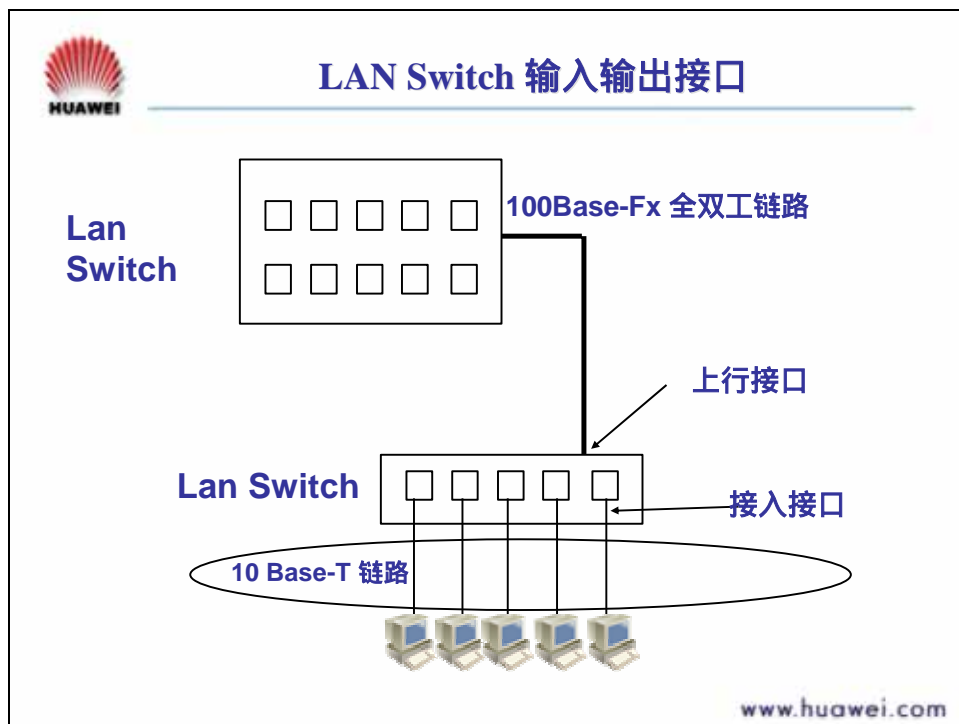 HUAWEI
LAN Switch 输入输出接口
100Base-Fx 全双工链路
Lan
Switch
上行接口
Lan Switch
接入接口
10 Base-T 链路
www.huawei.com